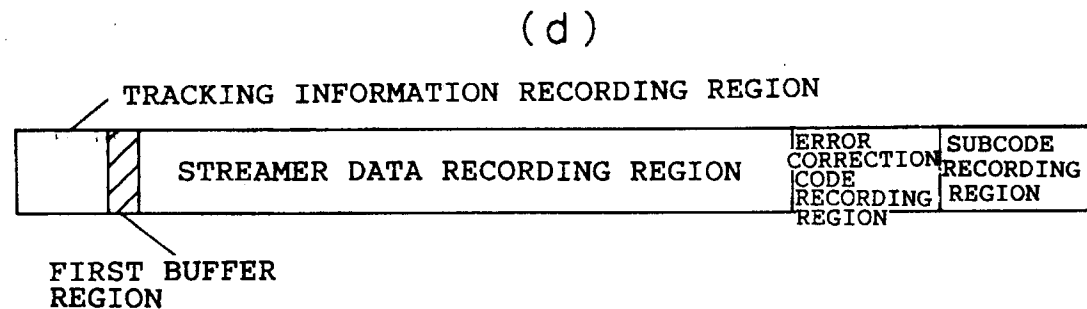 (d)
TRACKING INFORMATION RECORDING REGION
STREAMER DATA RECORDING REGION
ERROR
CORRECTION
CODE
RECORDING
REGION
SUBCODE
RECORDING
REGION
FIRST BUFFER
REGION